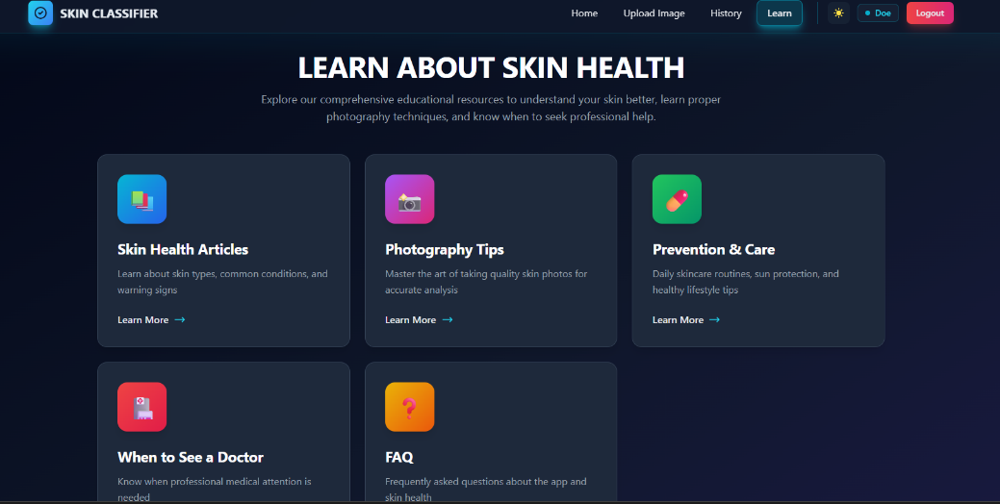 SKIN CLASSIFIER
Home
Upload Image
History
Learn
Doe
Logout
LEARN ABOUT SKIN HEALTH
Explore our comprehensive educational resources to understand your skin better, learn proper
photography techniques, and know when to seek professional help.
Skin Health Articles
Learn about skin types, common conditions, and
warning signs
Learn More →
Photography Tips
Master the art of taking quality skin photos for
accurate analysis
Learn More →
Prevention & Care
Daily skincare routines, sun protection, and
healthy lifestyle tips
Learn More →
When to See a Doctor
Know when professional medical attention is
needed
FAQ
Frequently asked questions about the app and
skin health